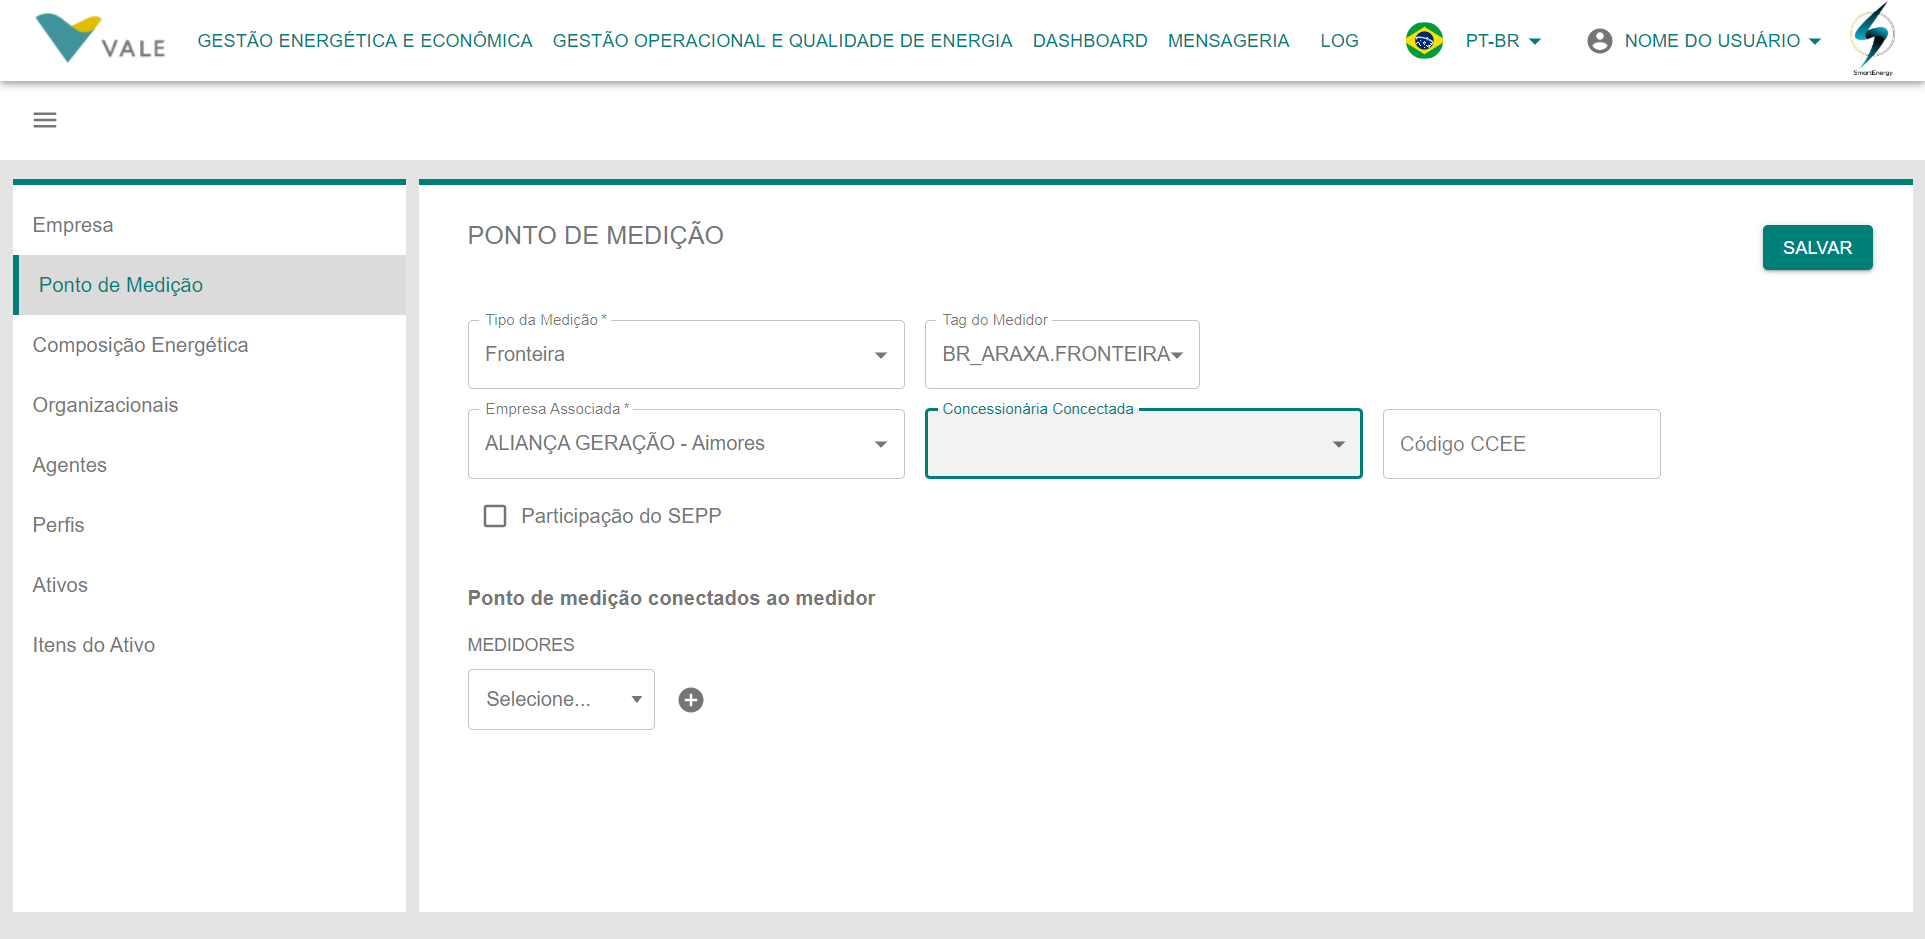 VALE
GESTÃO ENERGÉTICA E ECONÔMICA
GESTÃO OPERACIONAL E QUALIDADE DE ENERGIA
DASHBOARD
MENSAGERIA
LOG
PT-BR
NOME DO USUÁRIO
SmartEnergy
Empresa
Ponto de Medição
Composição Energética
Organizacionais
Agentes
Perfis
Ativos
Itens do Ativo
PONTO DE MEDIÇÃO
SALVAR
Tipo da Medição *
Fronteira
Tag do Medidor
BR_ARAXA.FRONTEIRA
Empresa Associada *
ALIANÇA GERAÇÃO - Aimores
Concessionária Concectada
Código CCEE
Participação do SEPP
Ponto de medição conectados ao medidor
MEDIDORES
Selecione...